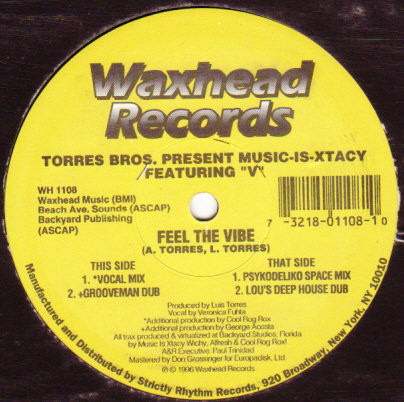 Waxhead
Records
TORRES BROS. PRESENT MUSIC-IS-XTACY
FEATURING "V"
WH 1108
Waxhead Music (BMI)
Beach Ave. Sounds (ASCAP)
Backyard Publishing
(ASCAP)
7 -3218-01108-1 0
FEEL THE VIBE
(A. TORRES, L. TORRES)
THIS SIDE
1. *VOCAL MIX
2. +GROOVEMAN DUB
THAT SIDE
1. PSYKODELIKO SPACE MIX
2. LOU'S DEEP HOUSE DUB
Produced by Luis Torres
Vocal by Veronica Fuhta
*Additional production by Cool Rog Rox
+Additional production by George Acosta
All trax produced & virtualized at Backyard Studios, Florida
by Music Is Xtacy Wichy, Alfresh & Cool Rog Rox!
A&R Executive: Paul Trinidad
Mastered by Don Grossinger for Europadisk, Ltd.
℗ © 1996 Waxhead Records
Manufactured and Distributed by Strictly Rhythm Records, 920 Broadway, New York, NY 10010